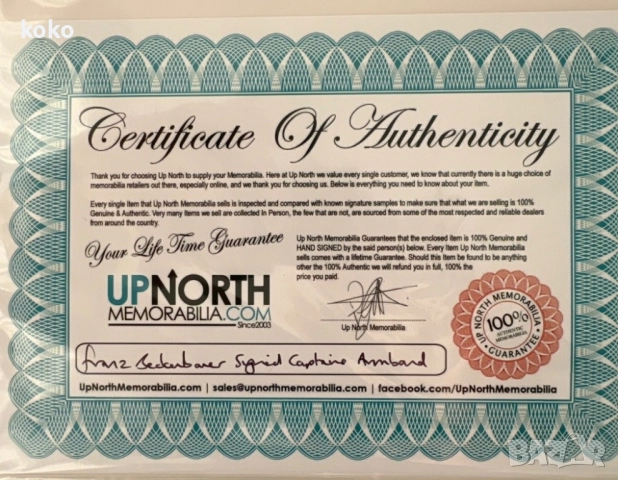 koko
Certificate Of Authenticity
Thank you for choosing Up North to supply your Memorabilia. Here at Up North we value every single customer, we know that currently there is a huge choice of
memorabilia retailers out there, especially online, and we thank you for choosing us. Below is everything you need to know about your item.
Every single Item that Up North Memorabilia sells is inspected and compared with known signature samples to make sure that what we are selling is 100%
Genuine & Authentic. Very many Items we sell are collected In Person, the few that are not, are sourced from some of the most respected and reliable dealers
from around the country.
Your Life Time Guarantee
Up North Memorabilia Guarantees that the enclosed item is 100% Genuine and
HAND SIGNED by the said person(s) below. Every Item Up North Memorabilia
sells comes with a lifetime Guarantee. Should this Item be found to be anything
other the 100% Authentic we will refund you in full, 100% the
price you paid.
UPNORTH
MEMORABILIA.COM
Since2003
Up North Memorabilia
UP NORTH MEMORABILIA
100%
AUTHENTIC
MEMORABILIA
GUARANTEE
Franz Beckenbauer Signed Captains Armband
UpNorthMemorabilia.com | sales@upnorthmemorabilia.com | facebook.com/UpNorthMemorabilia
BAZAR